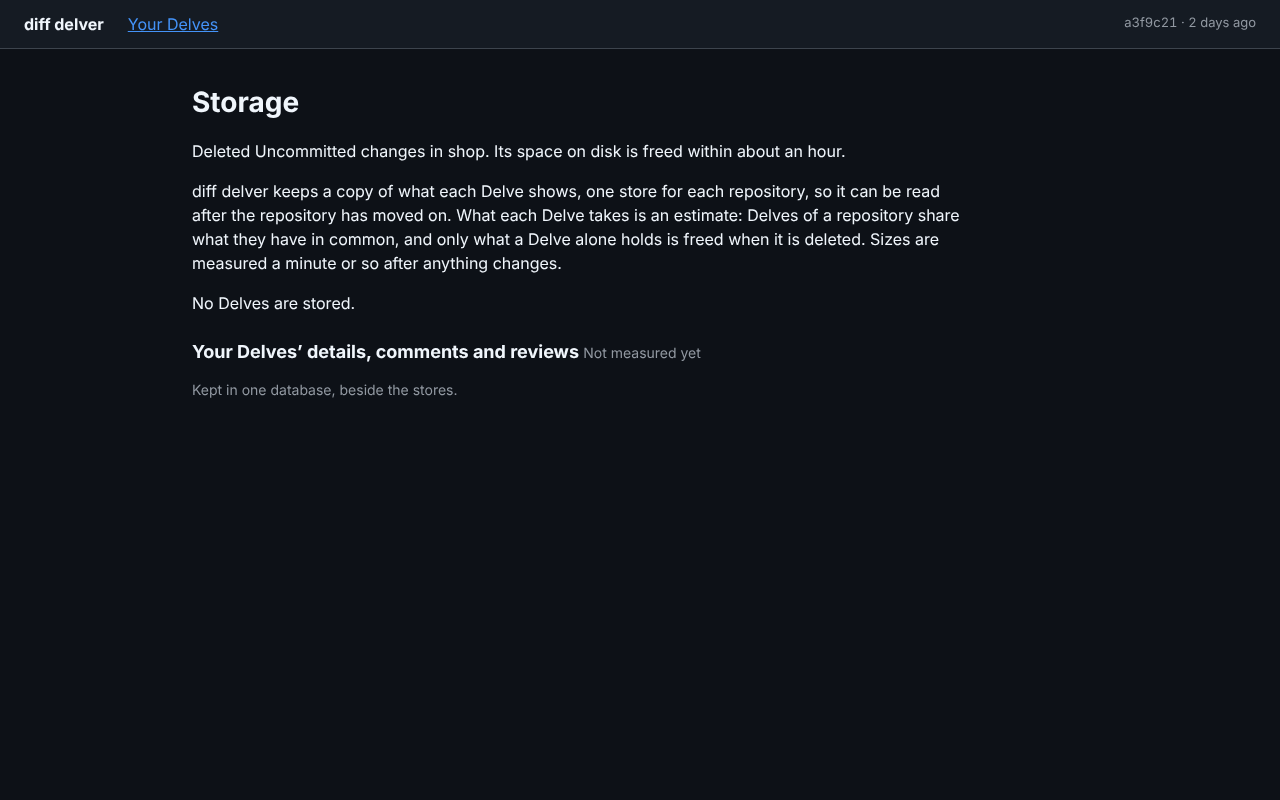 diff delver
Your Delves
a3f9c21 · 2 days ago
Storage
Deleted Uncommitted changes in shop. Its space on disk is freed within about an hour.
diff delver keeps a copy of what each Delve shows, one store for each repository, so it can be read
after the repository has moved on. What each Delve takes is an estimate: Delves of a repository share
what they have in common, and only what a Delve alone holds is freed when it is deleted. Sizes are
measured a minute or so after anything changes.
No Delves are stored.
Your Delves’ details, comments and reviews Not measured yet
Kept in one database, beside the stores.